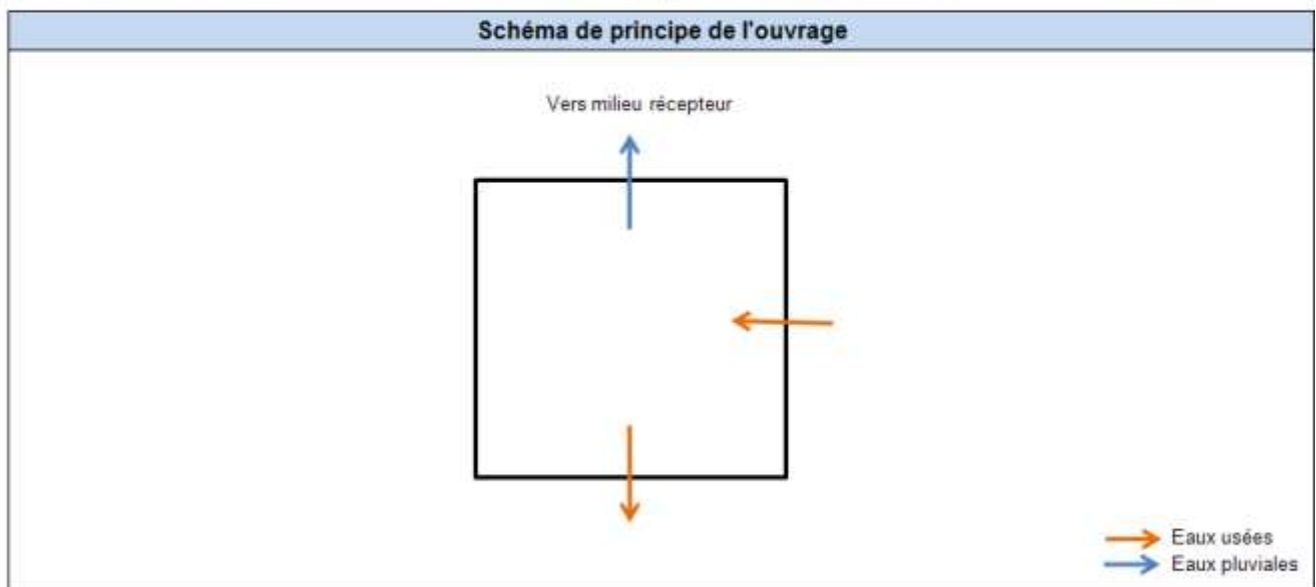 Schéma de principe de l'ouvrage
Vers milieu récepteur
Eaux usées
Eaux pluviales